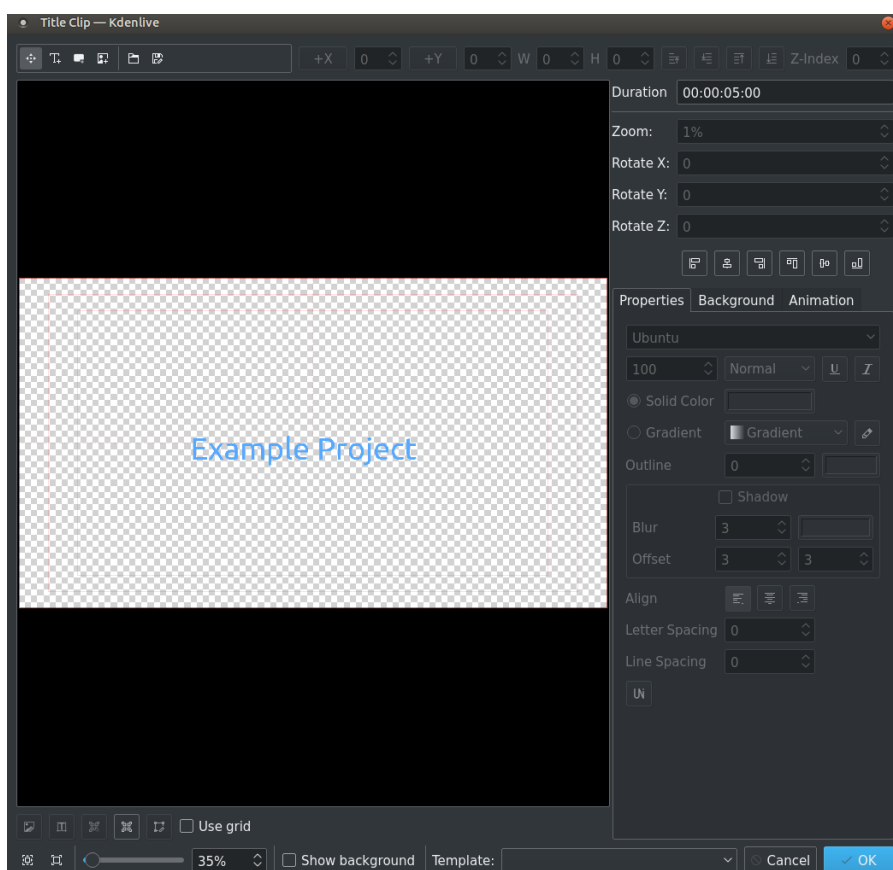 Title Clip — Kdenlive
+X 0 +Y 0 W 0 H 0 Z-Index 0
Duration 00:00:05:00
Zoom: 1%
Rotate X: 0
Rotate Y: 0
Rotate Z: 0
Properties Background Animation
Ubuntu
100 Normal U I
Solid Color
Gradient Gradient
Outline 0
Shadow
Blur 3
Offset 3 3
Align
Letter Spacing 0
Line Spacing 0
Example Project
Use grid
35% Show background Template: Cancel OK